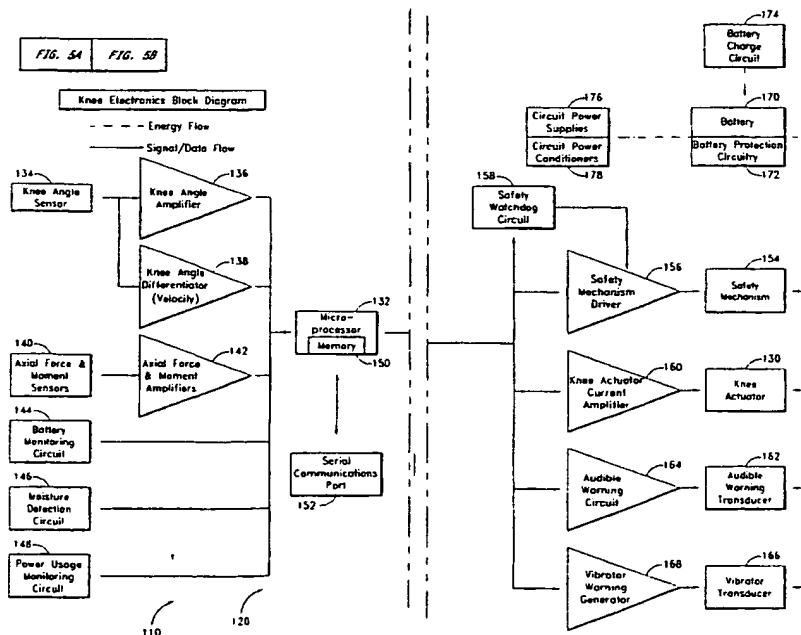 FIG. 5A FIG. 5B
Knee Electronics Block Diagram
Energy Flow
Signal/Data Flow
134
Knee Angle
Sensor
136
Knee Angle
Amplifier
138
Knee Angle
Differentiator
(Velocity)
140
Axial Force &
Moment
Sensors
142
Axial Force
& Moment
Amplifiers
144
Battery
Monitoring
Circuit
146
Moisture
Detection
Circuit
148
Power Usage
Monitoring
Circuit
110
120
132
Micro-
processor
Memory
150
Serial
Communications
Port
152
174
Battery
Charge
Circuit
176
Circuit Power
Supplies
Circuit Power
Conditioners
178
170
Battery
Battery Protection
Circuitry
172
158
Safety
Watchdog
Circuit
156
Safety
Mechanism
Driver
154
Safety
Mechanism
160
Knee Actuator
Current
Amplifier
130
Knee
Actuator
164
Audible
Warning
Circuit
162
Audible
Warning
Transducer
168
Vibrator
Warning
Generator
166
Vibrator
Transducer